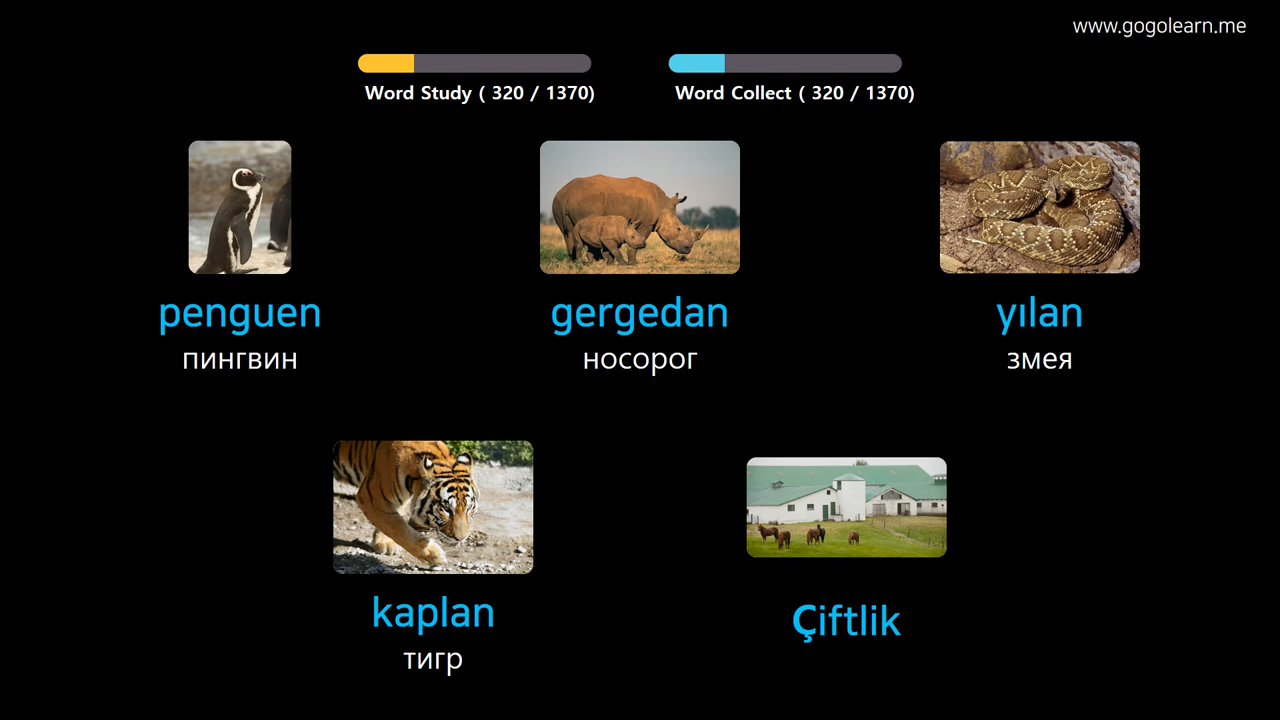 www.gogolearn.me
Word Study ( 320 / 1370)
Word Collect ( 320 / 1370)
penguen
пингвин
gergedan
носорог
yılan
змея
kaplan
тигр
Çiftlik